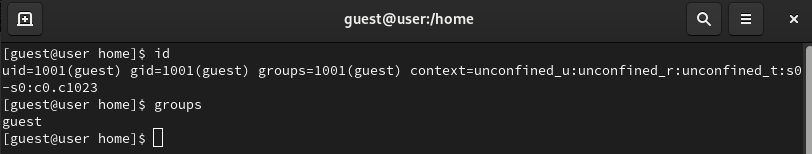 guest@user:/home
[guest@user home]$ id
uid=1001(guest) gid=1001(guest) groups=1001(guest) context=unconfined_u:unconfined_r:unconfined_t:s0
-s0:c0.c1023
[guest@user home]$ groups
guest
[guest@user home]$